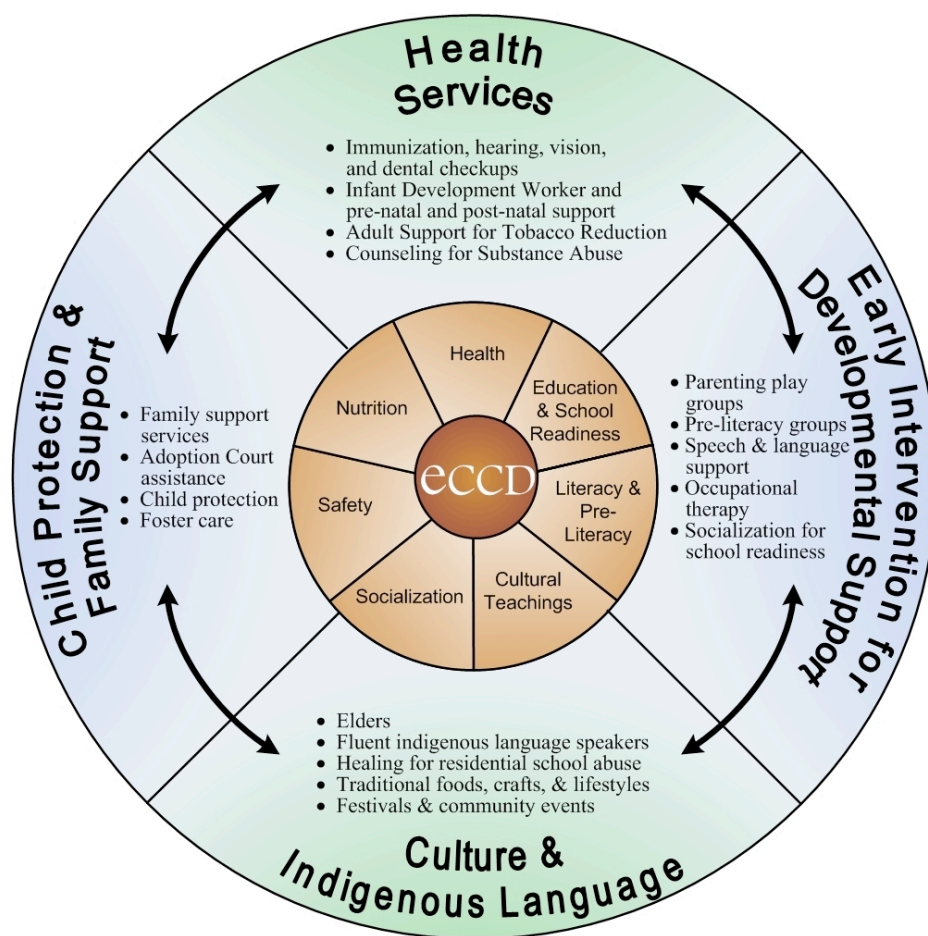 Health
Services
• Immunization, hearing, vision,
and dental checkups
• Infant Development Worker and
pre-natal and post-natal support
• Adult Support for Tobacco Reduction
• Counseling for Substance Abuse
Child Protection &
Family Support
• Family support
services
• Adoption Court
assistance
• Child protection
• Foster care
Health
Nutrition
Education
& School
Readiness
eCCD
Safety
Literacy &
Pre-
Literacy
Socialization
Cultural
Teachings
Early Intervention for
Developmental Support
• Parenting play
groups
• Pre-literacy groups
• Speech & language
support
• Occupational
therapy
• Socialization for
school readiness
• Elders
• Fluent indigenous language speakers
• Healing for residential school abuse
• Traditional foods, crafts, & lifestyles
• Festivals & community events
Culture &
Indigenous Language